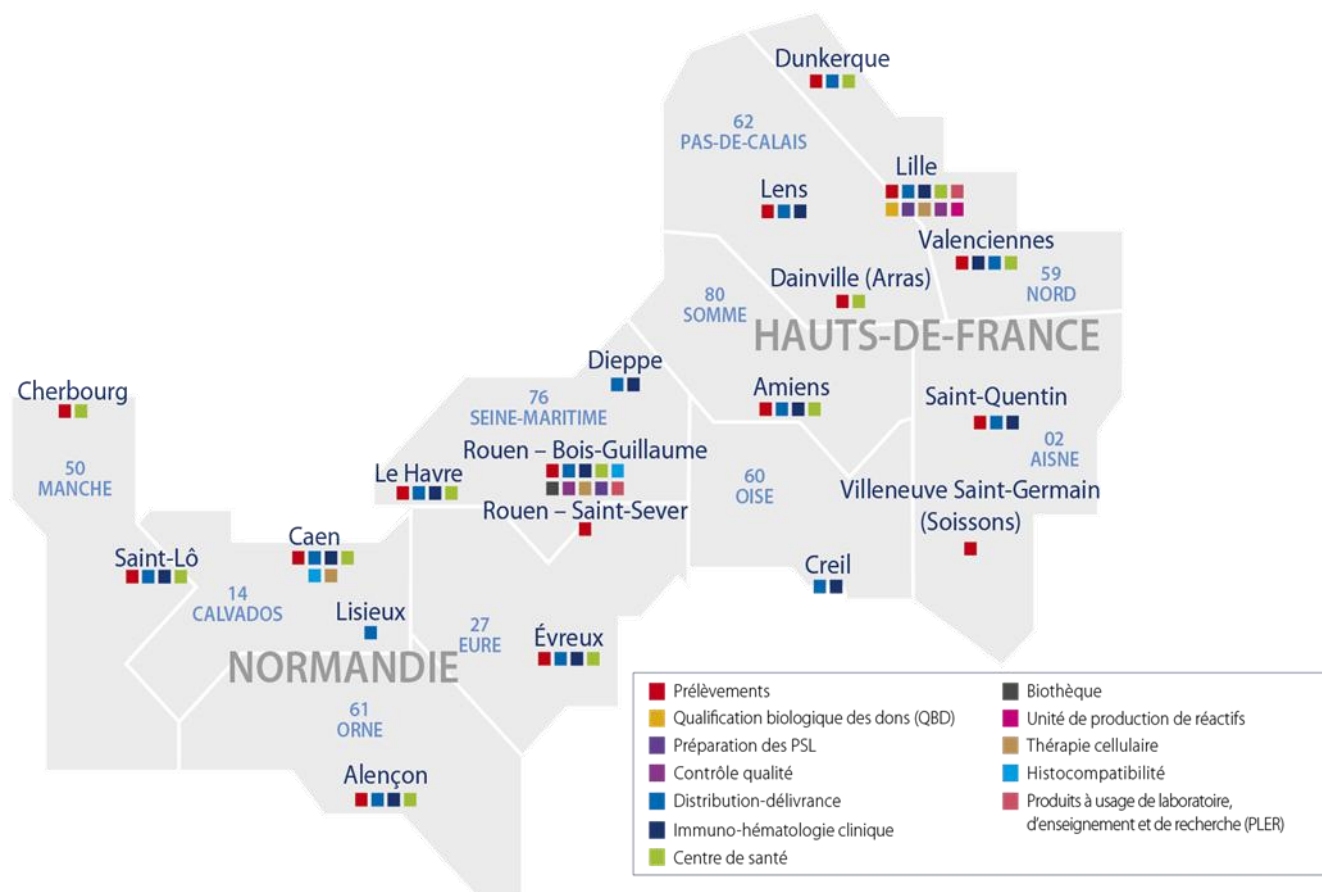 Dunkerque
62
PAS-DE-CALAIS
Lille
Lens
Valenciennes
Dainville (Arras)
59
NORD
80
SOMME
HAUTS-DE-FRANCE
Dieppe
Cherbourg
76
SEINE-MARITIME
Amiens
Saint-Quentin
02
AISNE
Rouen – Bois-Guillaume
Le Havre
50
MANCHE
60
OISE
Villeneuve Saint-Germain
(Soissons)
Rouen – Saint-Sever
Caen
Saint-Lô
Creil
14
CALVADOS
Lisieux
27
EURE
Évreux
NORMANDIE
61
ORNE
Alençon
Prélèvements
Qualification biologique des dons (QBD)
Préparation des PSL
Contrôle qualité
Distribution-délivrance
Immuno-hématologie clinique
Centre de santé
Biothèque
Unité de production de réactifs
Thérapie cellulaire
Histocompatibilité
Produits à usage de laboratoire,
d'enseignement et de recherche (PLER)